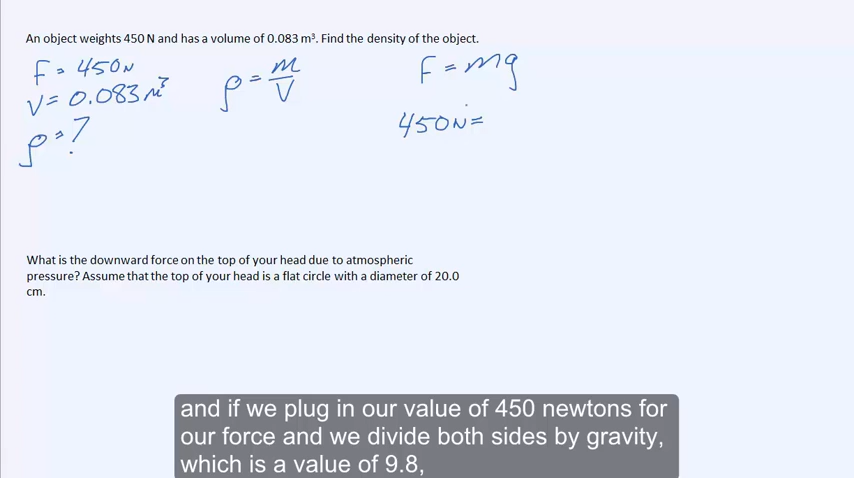 An object weights 450 N and has a volume of 0.083 m³. Find the density of the object.
F = 450N
V = 0.083 m³
ρ = ?
ρ = m/V
F = mg
450N =
What is the downward force on the top of your head due to atmospheric
pressure? Assume that the top of your head is a flat circle with a diameter of 20.0
cm.
and if we plug in our value of 450 newtons for
our force and we divide both sides by gravity,
which is a value of 9.8,